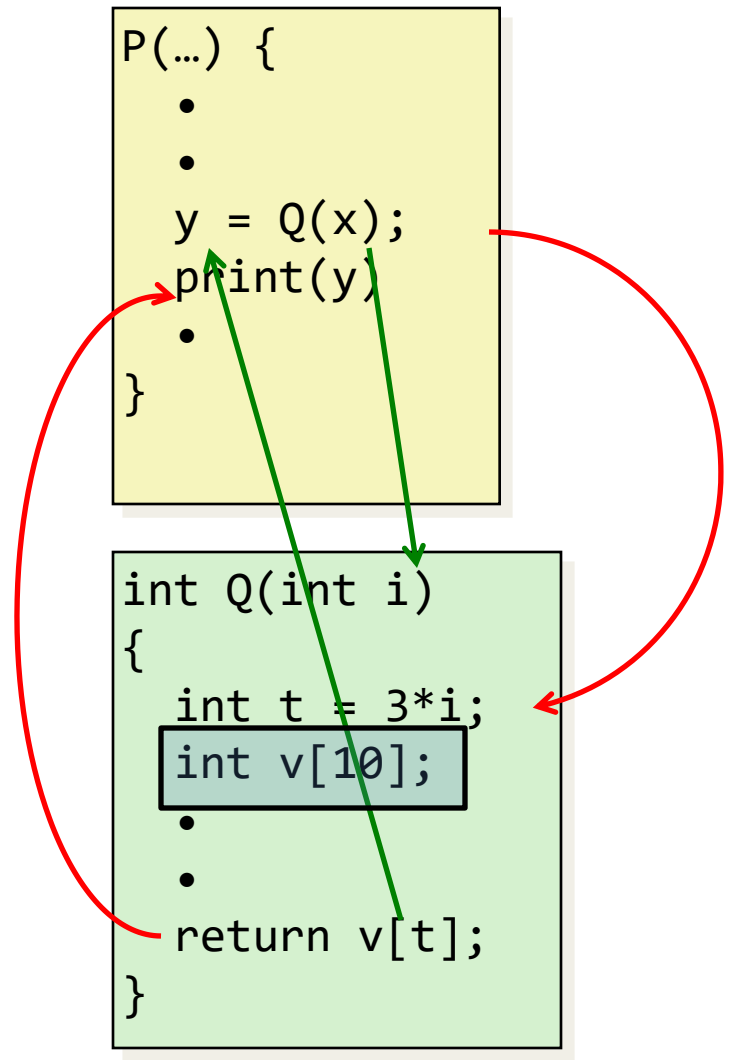 P(…) {
•
•
y = Q(x);
print(y)
•
}
int Q(int i)
{
int t = 3*i;
int v[10];
•
•
return v[t];
}